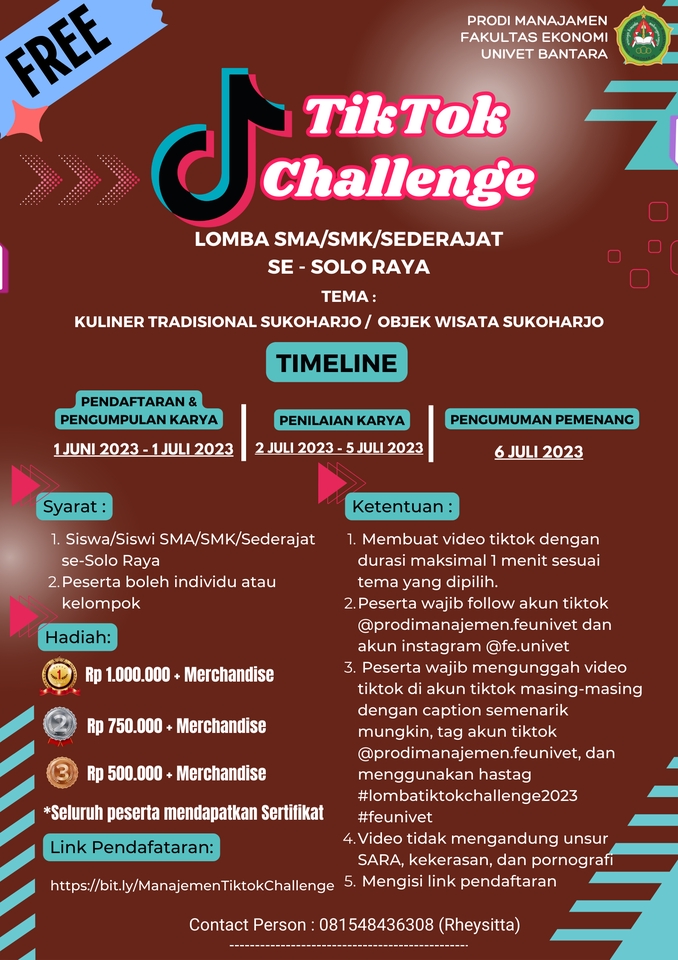 FREE
PRODI MANAJAMEN
FAKULTAS EKONOMI
UNIVET BANTARA
TikTok
Challenge
LOMBA SMA/SMK/SEDERAJAT
SE - SOLO RAYA
TEMA :
KULINER TRADISIONAL SUKOHARJO / OBJEK WISATA SUKOHARJO
TIMELINE
PENDAFTARAN &
PENGUMPULAN KARYA
1 JUNI 2023 - 1 JULI 2023
PENILAIAN KARYA
2 JULI 2023 - 5 JULI 2023
PENGUMUMAN PEMENANG
6 JULI 2023
Syarat :
1. Siswa/Siswi SMA/SMK/Sederajat
se-Solo Raya
2. Peserta boleh individu atau
kelompok
Hadiah:
1 Rp 1.000.000 + Merchandise
2 Rp 750.000 + Merchandise
3 Rp 500.000 + Merchandise
*Seluruh peserta mendapatkan Sertifikat
Link Pendafataran:
https://bit.ly/ManajemenTiktokChallenge
Ketentuan :
1. Membuat video tiktok dengan
durasi maksimal 1 menit sesuai
tema yang dipilih.
2. Peserta wajib follow akun tiktok
@prodimanajemen.feunivet dan
akun instagram @fe.univet
3. Peserta wajib mengunggah video
tiktok di akun tiktok masing-masing
dengan caption semenarik
mungkin, tag akun tiktok
@prodimanajemen.feunivet, dan
menggunakan hastag
#lombatiktokchallenge2023
#feunivet
4. Video tidak mengandung unsur
SARA, kekerasan, dan pornografi
5. Mengisi link pendaftaran
Contact Person : 081548436308 (Rheysitta)